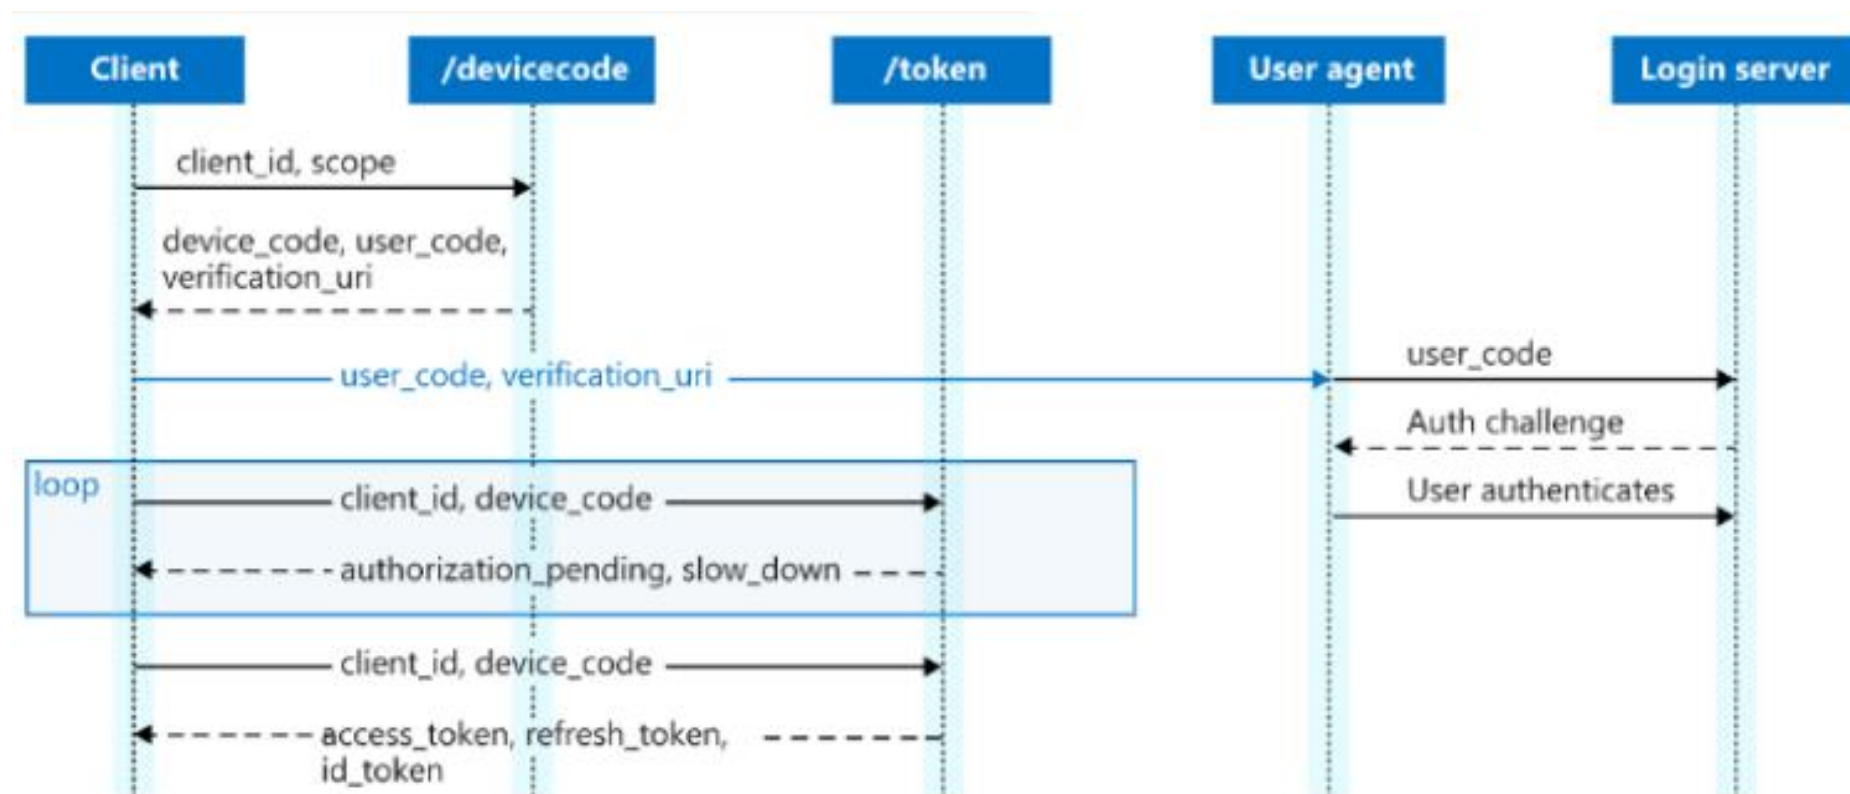 Client
/devicecode
/token
User agent
Login server
client_id, scope
device_code, user_code,
verification_uri
user_code, verification_uri
user_code
Auth challenge
loop
client_id, device_code
User authenticates
authorization_pending, slow_down
client_id, device_code
access_token, refresh_token,
id_token